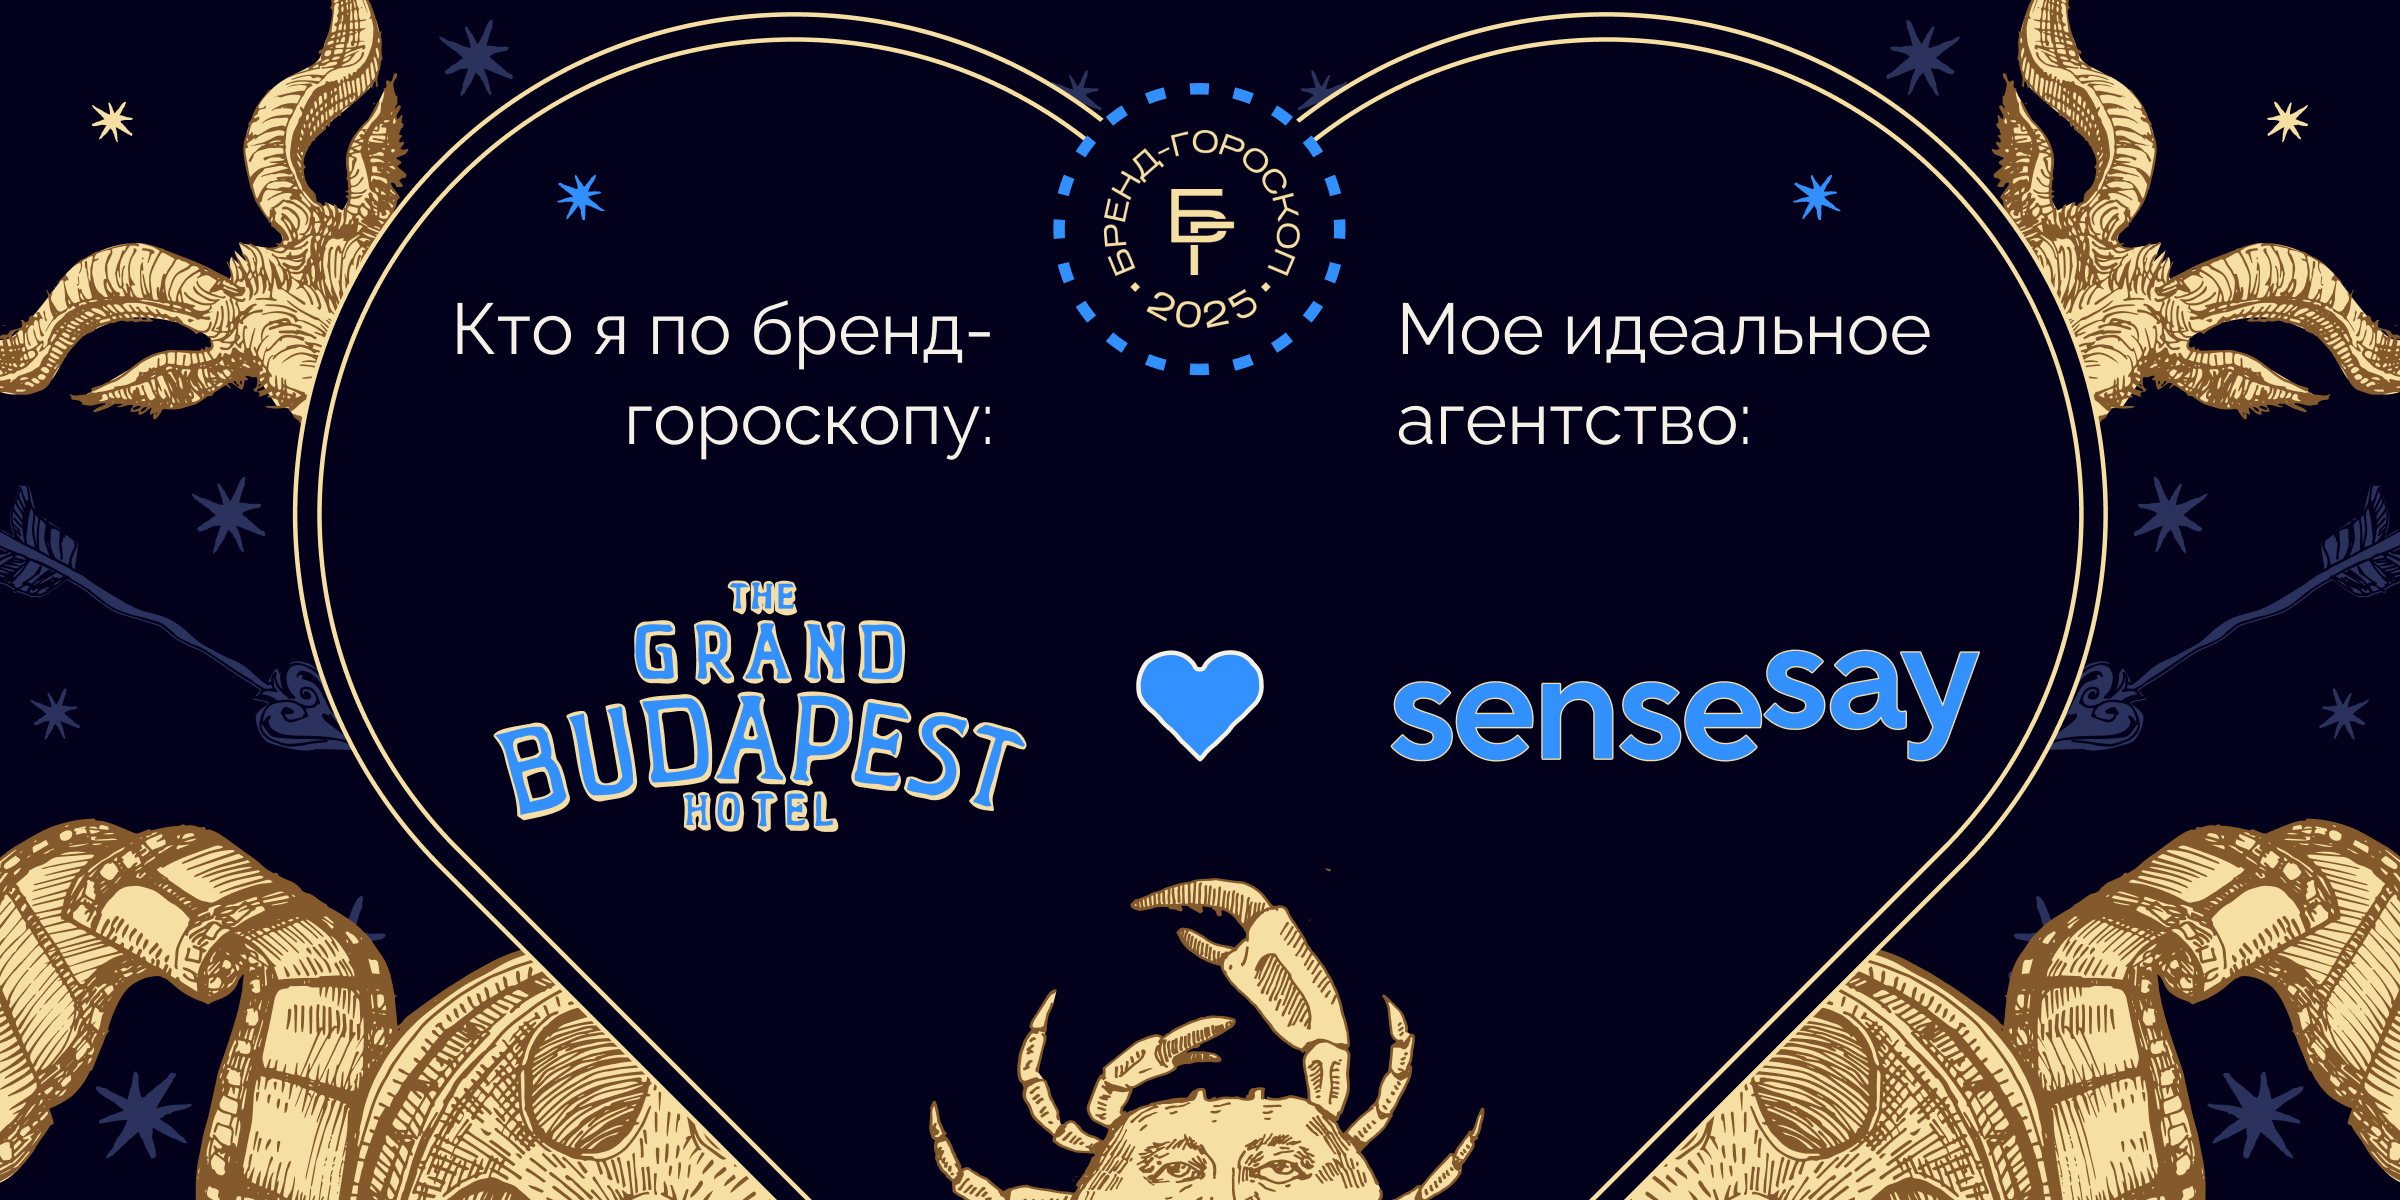 БРЕНД-ГОРОСКОП
БГ
• 2025 •
Кто я по бренд-
гороскопу:
Мое идеальное
агентство:
THE
GRAND
BUDAPEST
HOTEL
sensesay